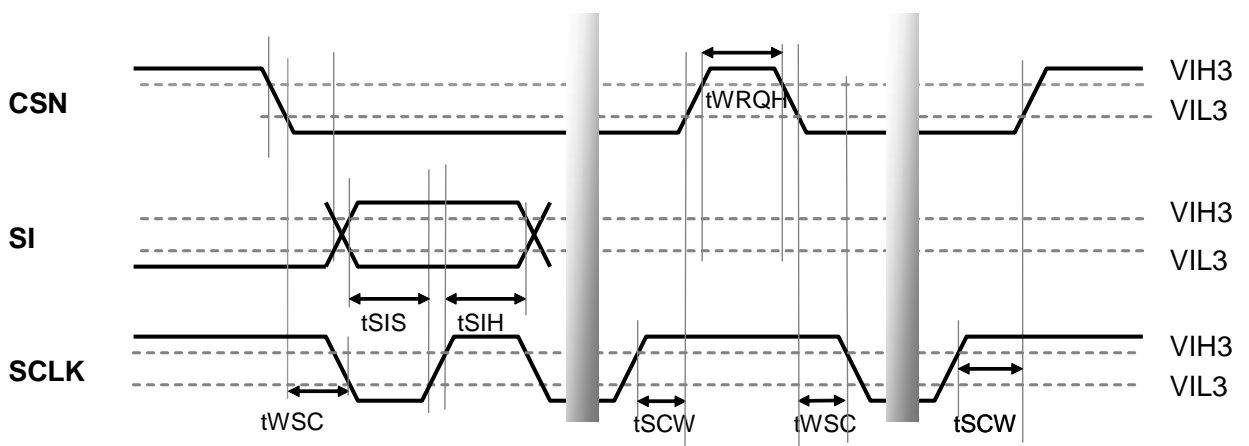 CSN
tWRQH
VIH3
VIL3
SI
VIH3
VIL3
tSIS
tSIH
SCLK
VIH3
VIL3
tWSC
tSCW
tWSC
tSCW